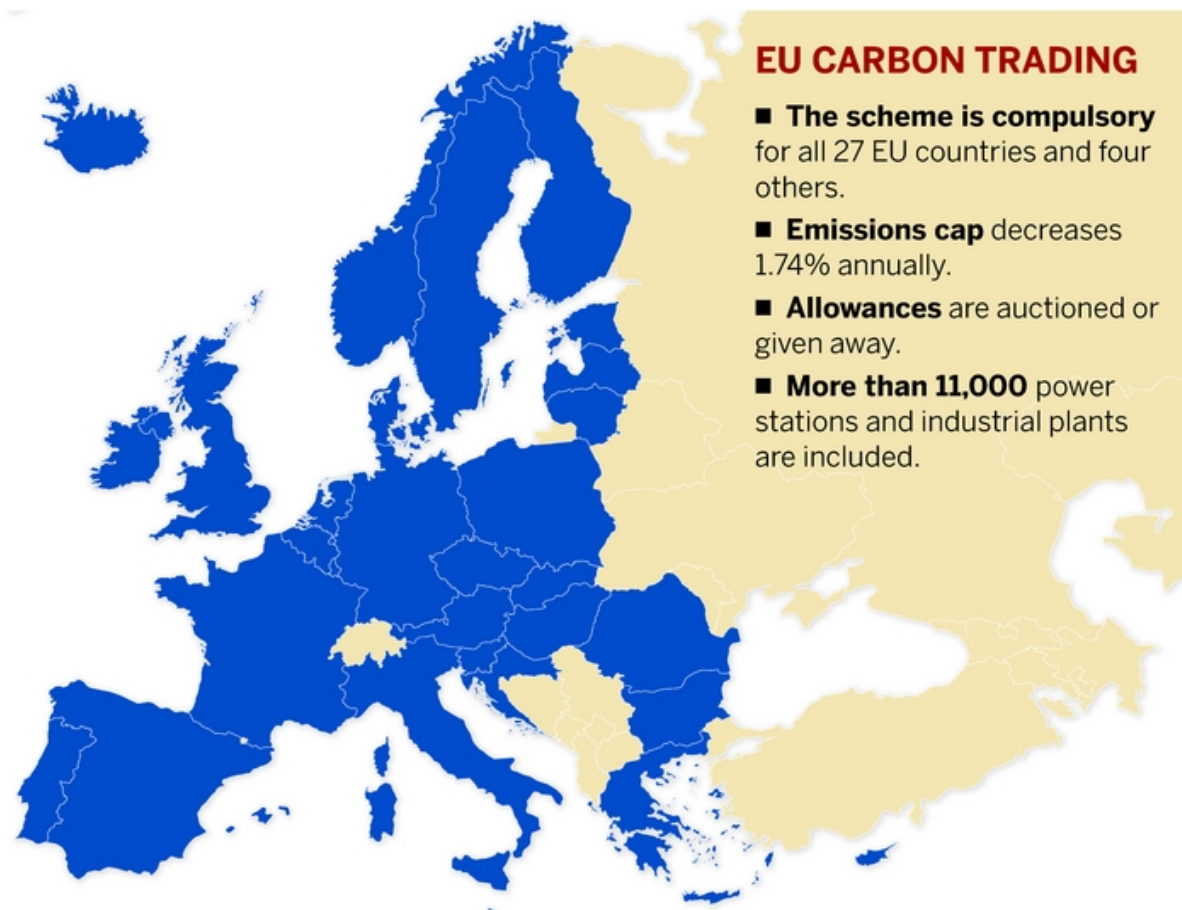 EU CARBON TRADING
■ The scheme is compulsory
for all 27 EU countries and four
others.
■ Emissions cap decreases
1.74% annually.
■ Allowances are auctioned or
given away.
■ More than 11,000 power
stations and industrial plants
are included.